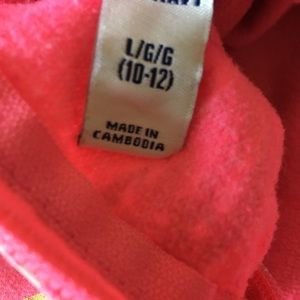 L/G/G
(10-12)
MADE IN
CAMBODIA